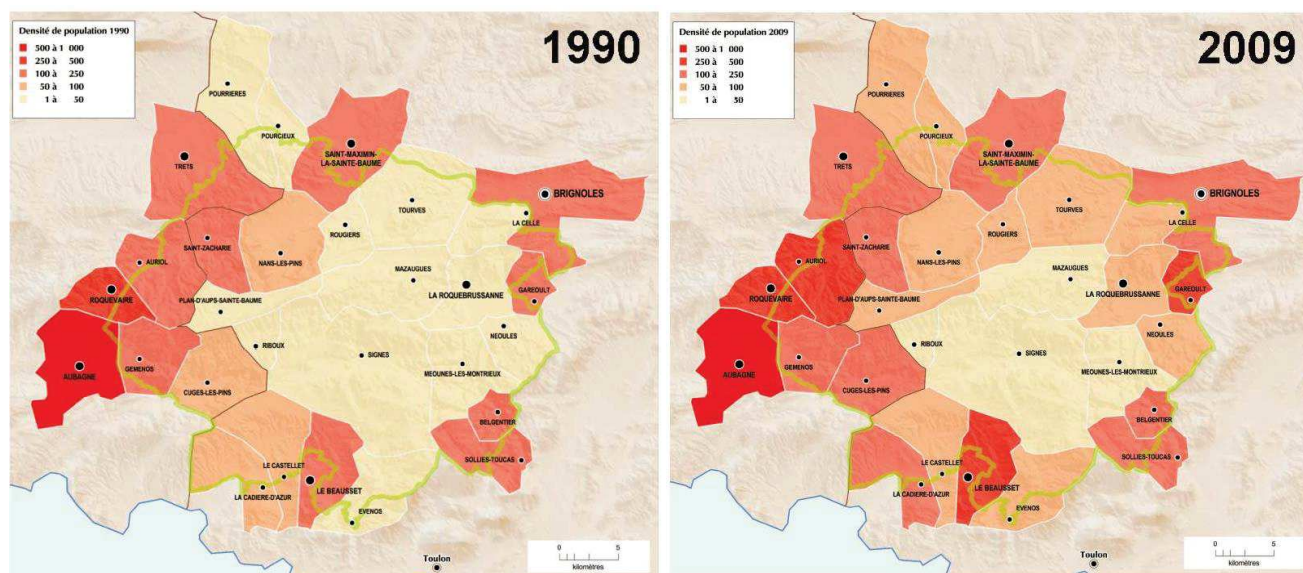 Densité de population 1990
500 à 1 000
250 à 500
100 à 250
50 à 100
1 à 50
1990
POURRIERES
POURCIEUX
TRETS
SAINT-MAXIMIN-
LA-SAINTE-BAUME
BRIGNOLES
TOURVES
LA CELLE
ROUGIERS
SAINT-ZACHARIE
NANS-LES-PINS
AURIOL
MAZAUGUES
LA ROQUEBRUSSANNE
GAREOULT
ROQUEVAIRE
PLAN-D'AUPS-SAINTE-BAUME
NEOULES
RIBOUX
SIGNES
GEMENOS
AUBAGNE
MEOUNES-LES-MONTRIEUX
CUGES-LES-PINS
BELGENTIER
SOLLIES-TOUCAS
LE CASTELLET
LE BEAUSSET
LA CADIERE-D'AZUR
EVENOS
Toulon
0 5
kilomètres
Densité de population 2009
500 à 1 000
250 à 500
100 à 250
50 à 100
1 à 50
2009
POURRIERES
POURCIEUX
TRETS
SAINT-MAXIMIN-
LA-SAINTE-BAUME
BRIGNOLES
TOURVES
LA CELLE
ROUGIERS
SAINT-ZACHARIE
NANS-LES-PINS
AURIOL
MAZAUGUES
LA ROQUEBRUSSANNE
GAREOULT
ROQUEVAIRE
PLAN-D'AUPS-SAINTE-BAUME
NEOULES
RIBOUX
SIGNES
GEMENOS
AUBAGNE
MEOUNES-LES-MONTRIEUX
CUGES-LES-PINS
BELGENTIER
SOLLIES-TOUCAS
LE CASTELLET
LE BEAUSSET
LA CADIERE-D'AZUR
EVENOS
Toulon
0 5
kilomètres